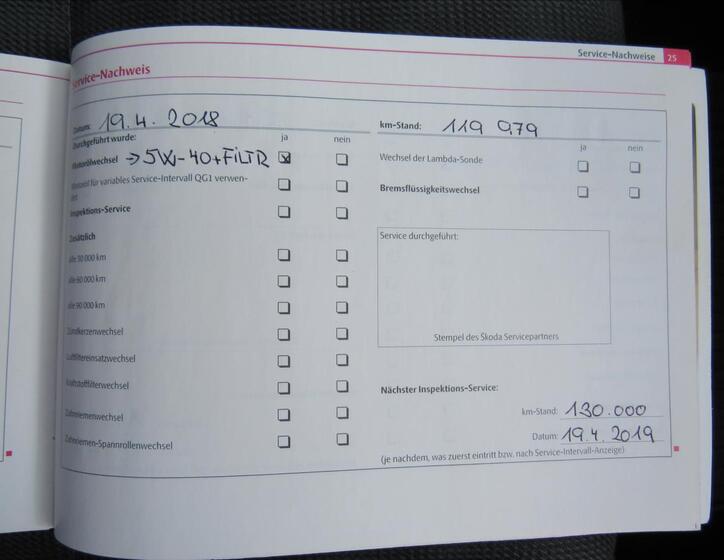 Service-Nachweise 25
Service-Nachweis
Datum: 19.4. 2018
km-Stand: 119 979
Durchgeführt wurde:
ja nein
ja nein
Motorölwechsel → 5W-40+FILTR
Wechsel der Lambda-Sonde
Motoröl für variables Service-Intervall QG1 verwen-
det
Bremsflüssigkeitswechsel
Inspektions-Service
Zusätzlich
Service durchgeführt:
alle 30 000 km
alle 60 000 km
alle 90 000 km
Zündkerzenwechsel
Stempel des Škoda Servicepartners
Luftfiltereinsatzwechsel
Kraftstofffilterwechsel
Nächster Inspektions-Service:
Zahnriemenwechsel
km-Stand: 130.000
Datum: 19.4. 2019
Zahnriemen-Spannrollenwechsel
(je nachdem, was zuerst eintritt bzw. nach Service-Intervall-Anzeige)